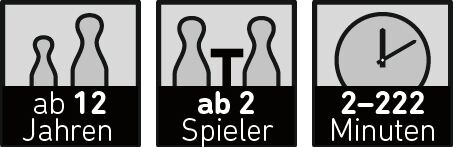 ab 12
Jahren
ab 2
Spieler
2–222
Minuten